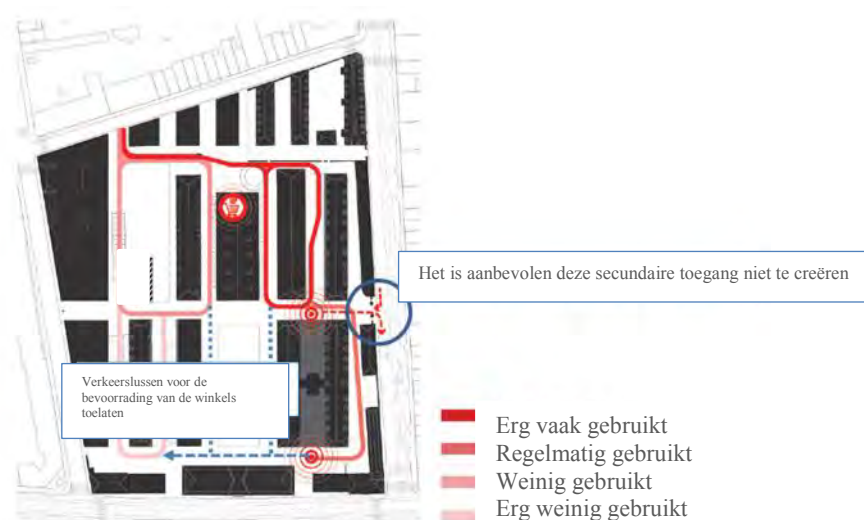 Het is aanbevolen deze secundaire toegang niet te creëren
Verkeerslussen voor de
bevoorrading van de winkels
toelaten
Erg vaak gebruikt
Regelmatig gebruikt
Weinig gebruikt
Erg weinig gebruikt